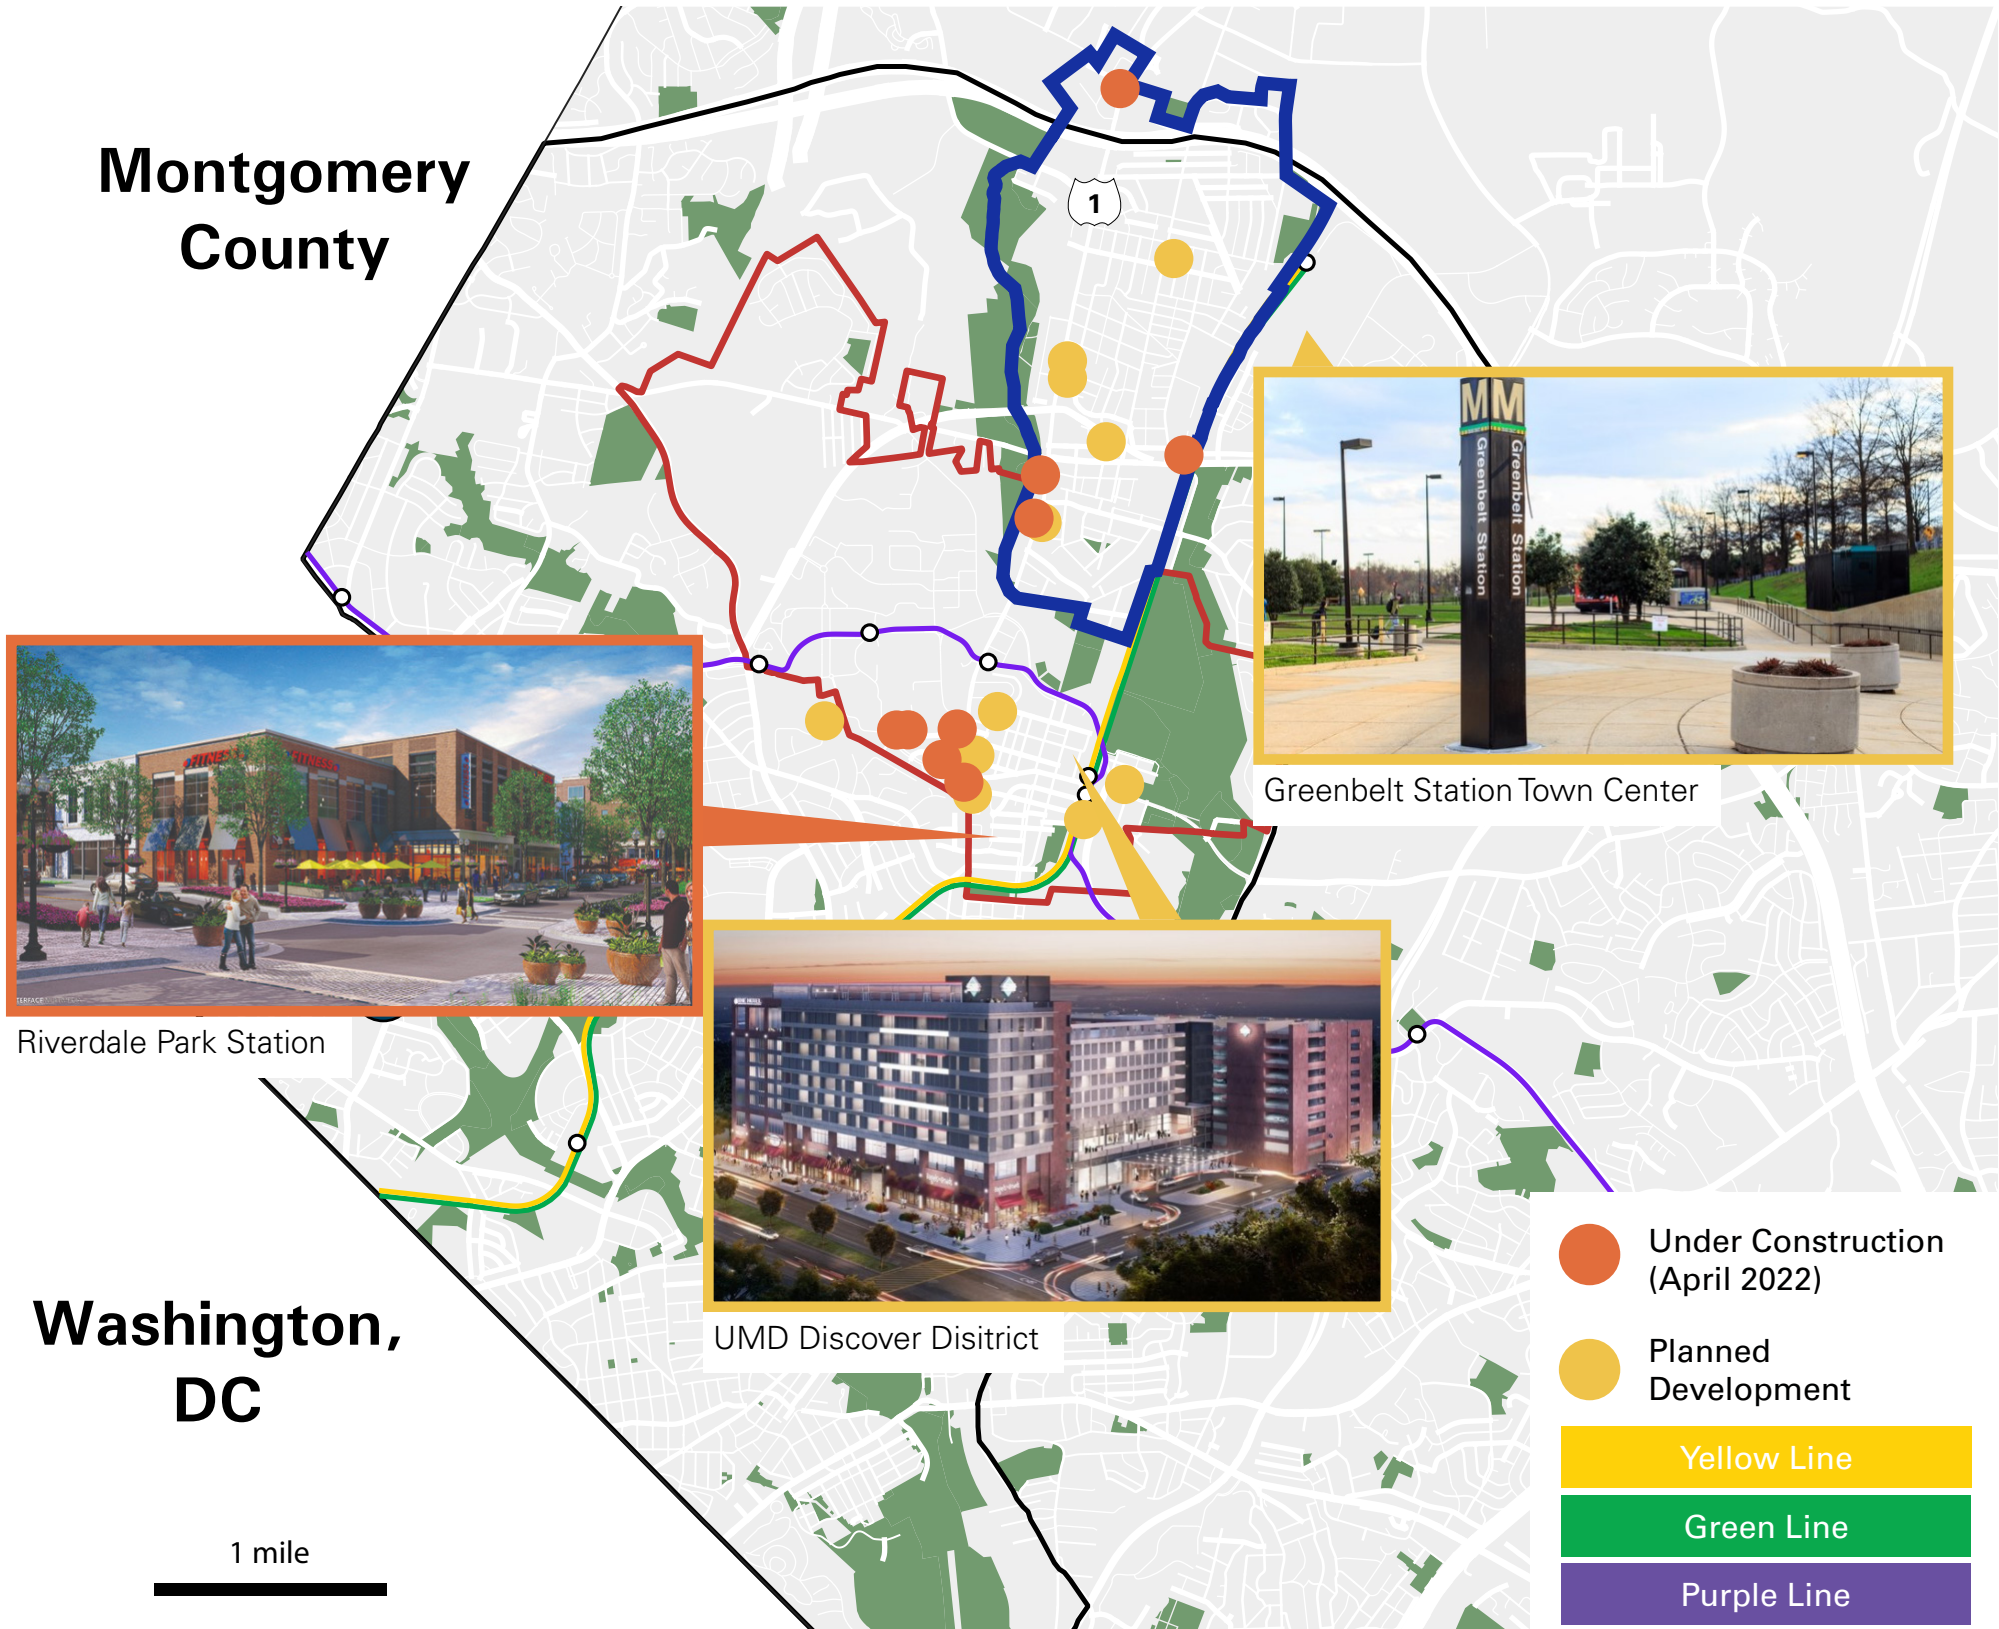 Montgomery
County
1
M M
Greenbelt Station
Greenbelt Station
Greenbelt Station Town Center
FITNESS
FITNESS
TERFACE
Riverdale Park Station
UMD Discover Disitrict
Washington,
DC
1 mile
Under Construction
(April 2022)
Planned
Development
Yellow Line
Green Line
Purple Line